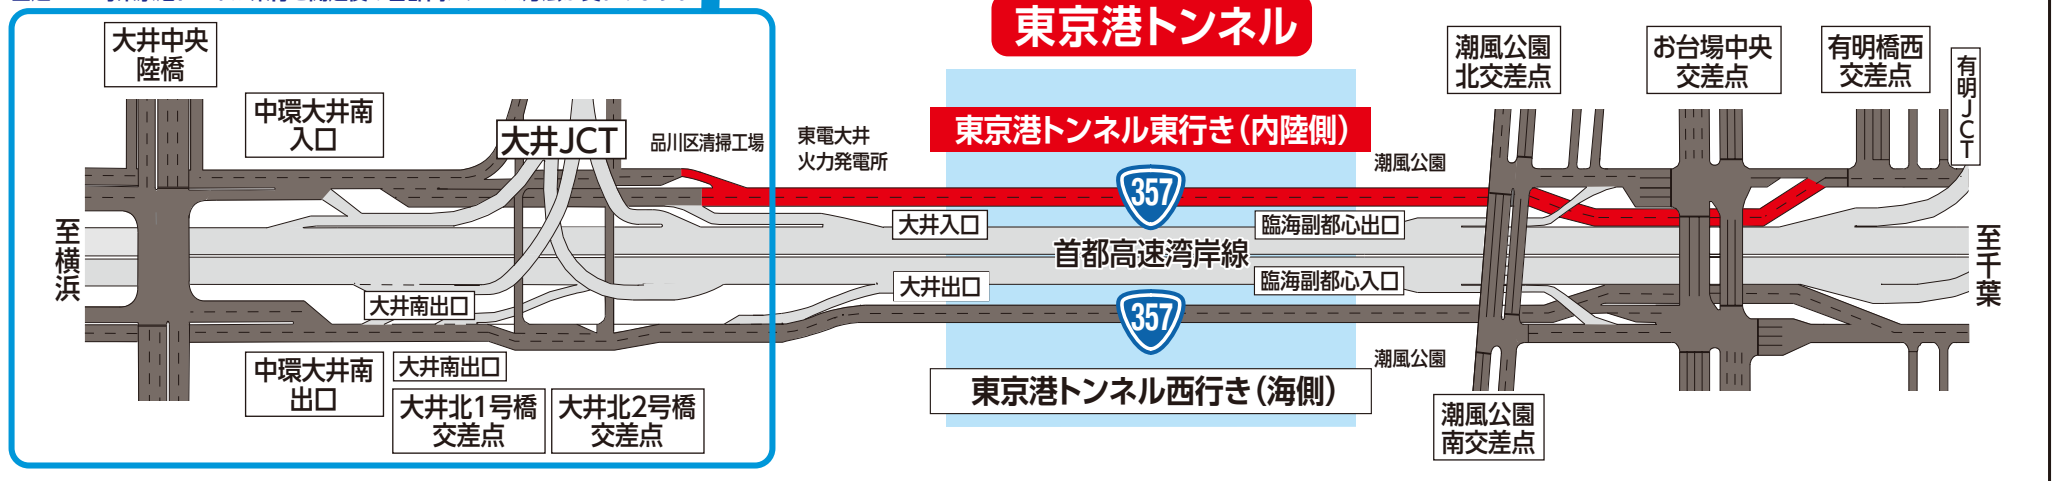 東京港トンネル
大井中央
陸橋
中環大井南
入口
大井JCT
品川区清掃工場
東電大井
火力発電所
東京港トンネル東行き(内陸側)
潮風公園
潮風公園
北交差点
お台場中央
交差点
有明橋西
交差点
有明JCT
357
至横浜
大井入口
臨海副都心出口
首都高速湾岸線
至千葉
大井出口
臨海副都心入口
大井南出口
357
中環大井南
出口
大井南出口
大井北1号橋
交差点
大井北2号橋
交差点
東京港トンネル西行き(海側)
潮風公園
潮風公園
南交差点